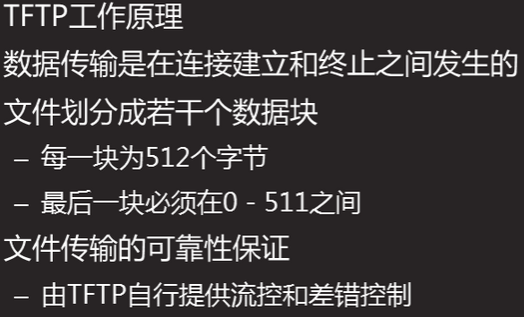 TFTP工作原理
数据传输是在连接建立和终止之间发生的
文件划分成若干个数据块
– 每一块为512个字节
– 最后一块必须在0 - 511之间
文件传输的可靠性保证
– 由TFTP自行提供流控和差错控制